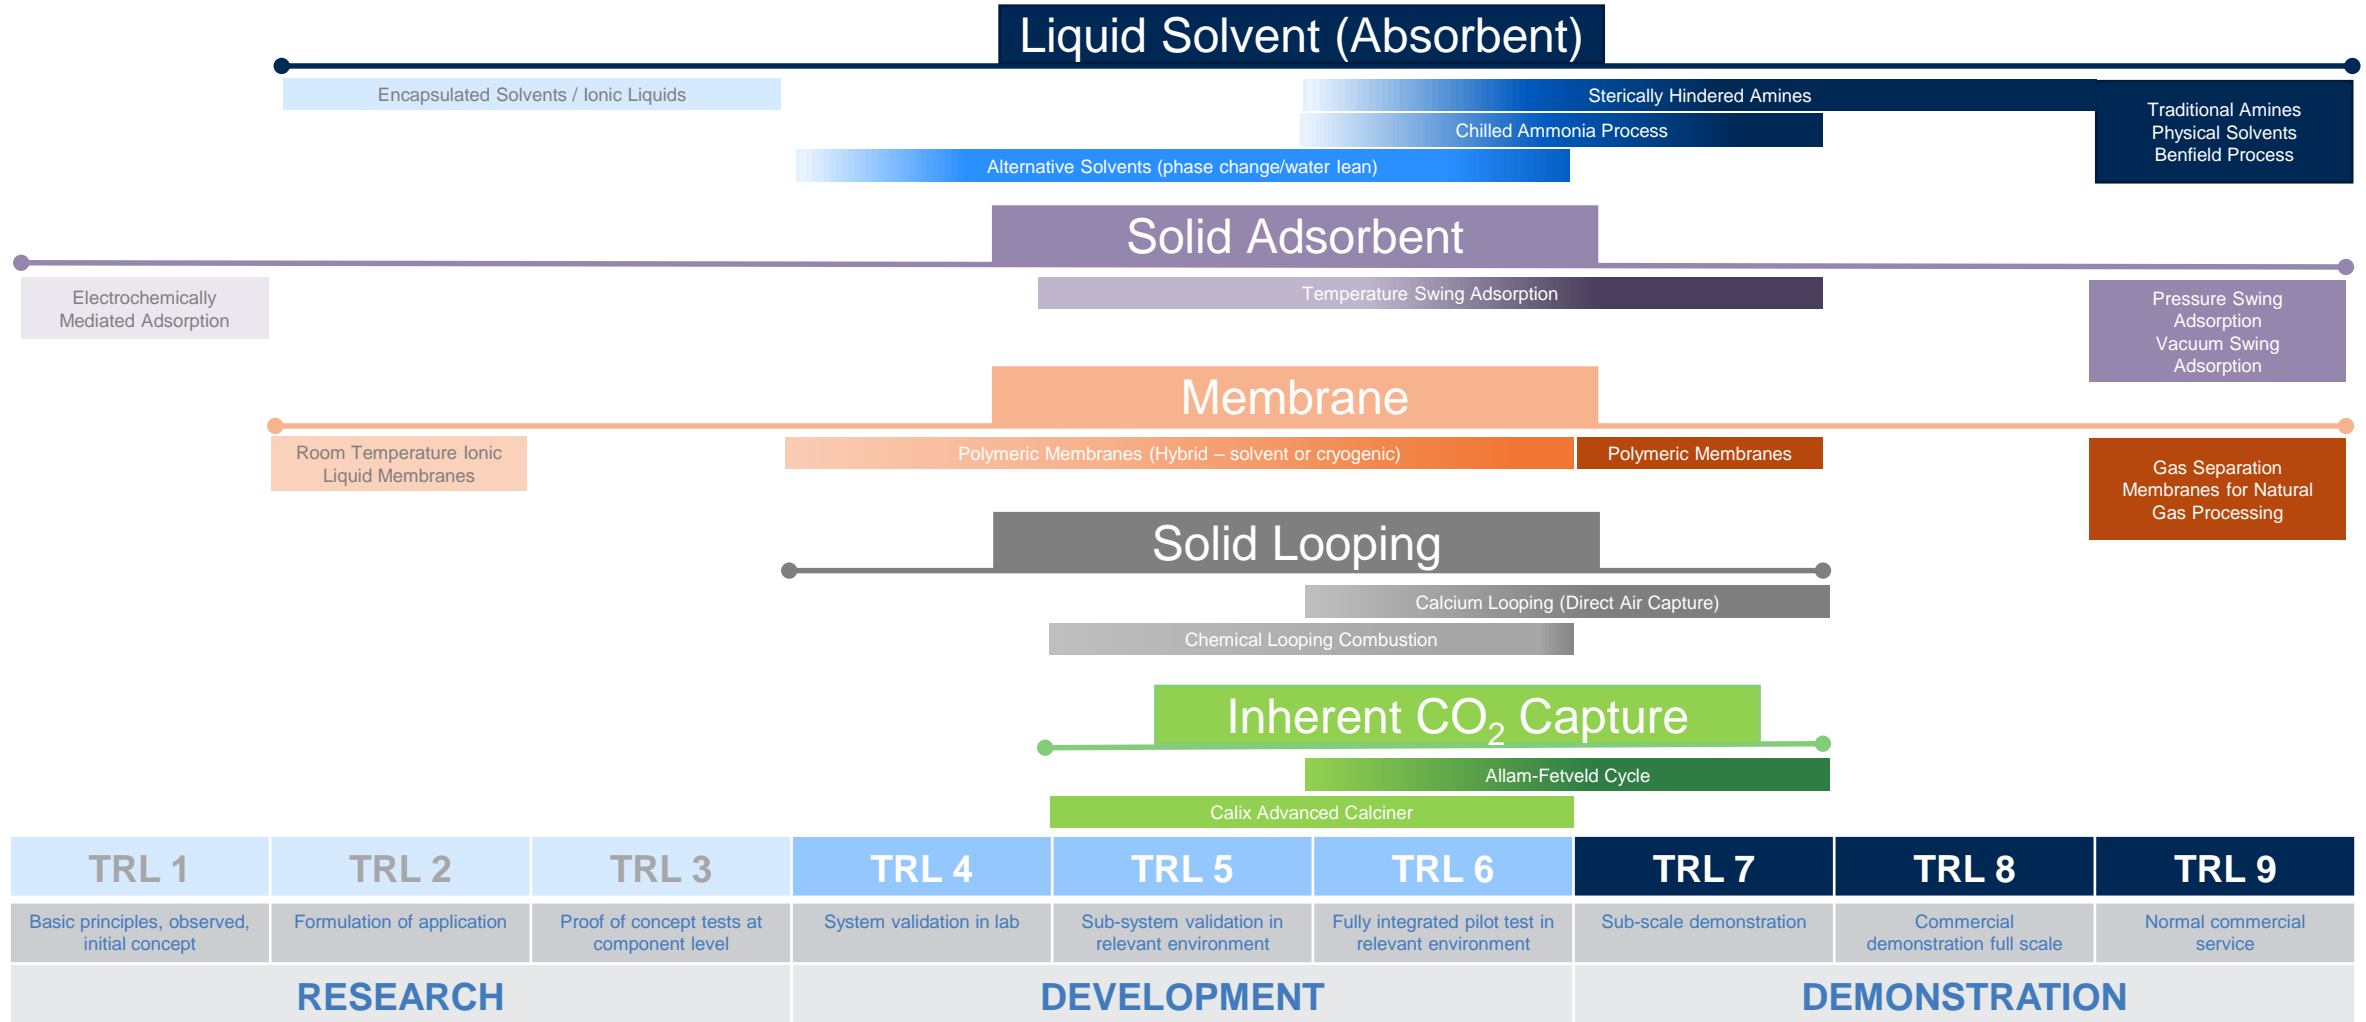 Liquid Solvent (Absorbent)
Encapsulated Solvents / Ionic Liquids
Sterically Hindered Amines
Chilled Ammonia Process
Alternative Solvents (phase change/water lean)
Traditional Amines
Physical Solvents
Benfield Process
Solid Adsorbent
Electrochemically
Mediated Adsorption
Temperature Swing Adsorption
Pressure Swing
Adsorption
Vacuum Swing
Adsorption
Membrane
Room Temperature Ionic
Liquid Membranes
Polymeric Membranes (Hybrid – solvent or cryogenic)
Polymeric Membranes
Gas Separation
Membranes for Natural
Gas Processing
Solid Looping
Calcium Looping (Direct Air Capture)
Chemical Looping Combustion
Inherent CO₂ Capture
Allam-Fetveld Cycle
Calix Advanced Calciner
TRL 1
TRL 2
TRL 3
TRL 4
TRL 5
TRL 6
TRL 7
TRL 8
TRL 9
Basic principles, observed,
initial concept
Formulation of application
Proof of concept tests at
component level
System validation in lab
Sub-system validation in
relevant environment
Fully integrated pilot test in
relevant environment
Sub-scale demonstration
Commercial
demonstration full scale
Normal commercial
service
RESEARCH
DEVELOPMENT
DEMONSTRATION